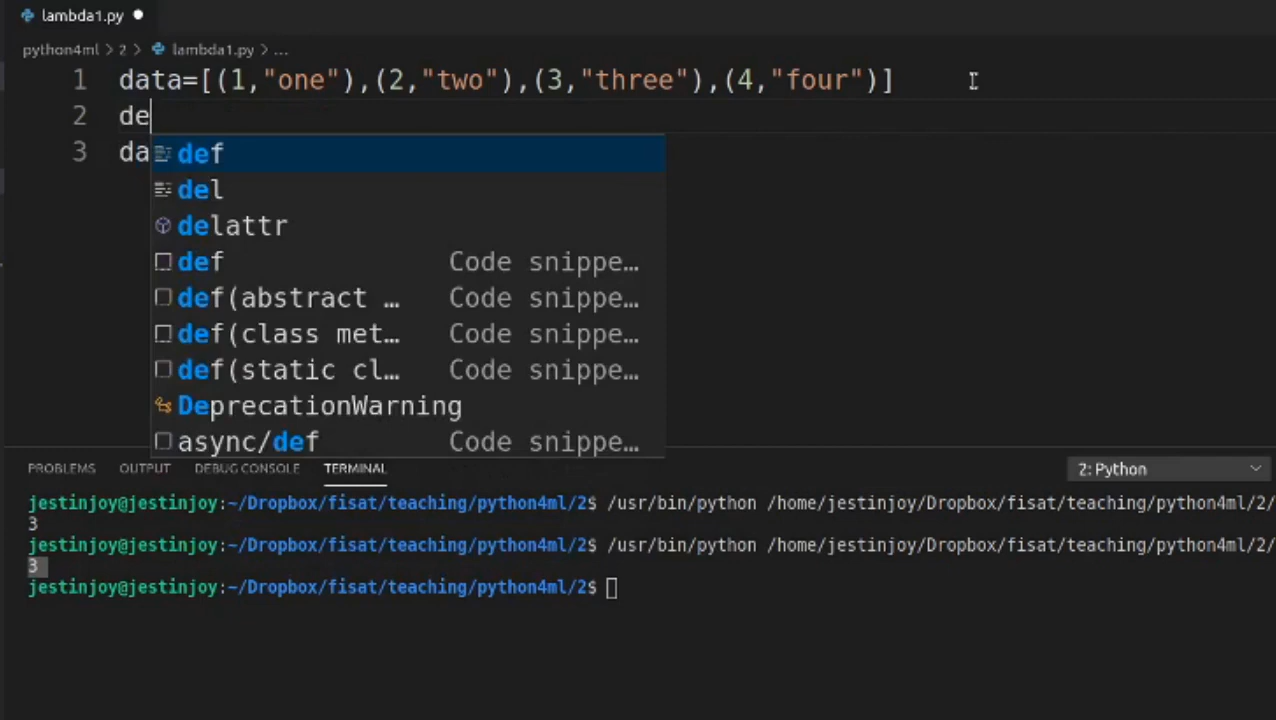 lambda1.py
python4ml > 2 > lambda1.py > ...
1 data=[(1,"one"),(2,"two"),(3,"three"),(4,"four")]
2 de
3 da
def
del
delattr
def Code snippe…
def(abstract … Code snippe…
def(class met… Code snippe…
def(static cl… Code snippe…
DeprecationWarning
async/def Code snippe…
PROBLEMS OUTPUT DEBUG CONSOLE TERMINAL 2: Python
jestinjoy@jestinjoy:~/Dropbox/fisat/teaching/python4ml/2$ /usr/bin/python /home/jestinjoy/Dropbox/fisat/teaching/python4ml/2/
3
jestinjoy@jestinjoy:~/Dropbox/fisat/teaching/python4ml/2$ /usr/bin/python /home/jestinjoy/Dropbox/fisat/teaching/python4ml/2/
3
jestinjoy@jestinjoy:~/Dropbox/fisat/teaching/python4ml/2$